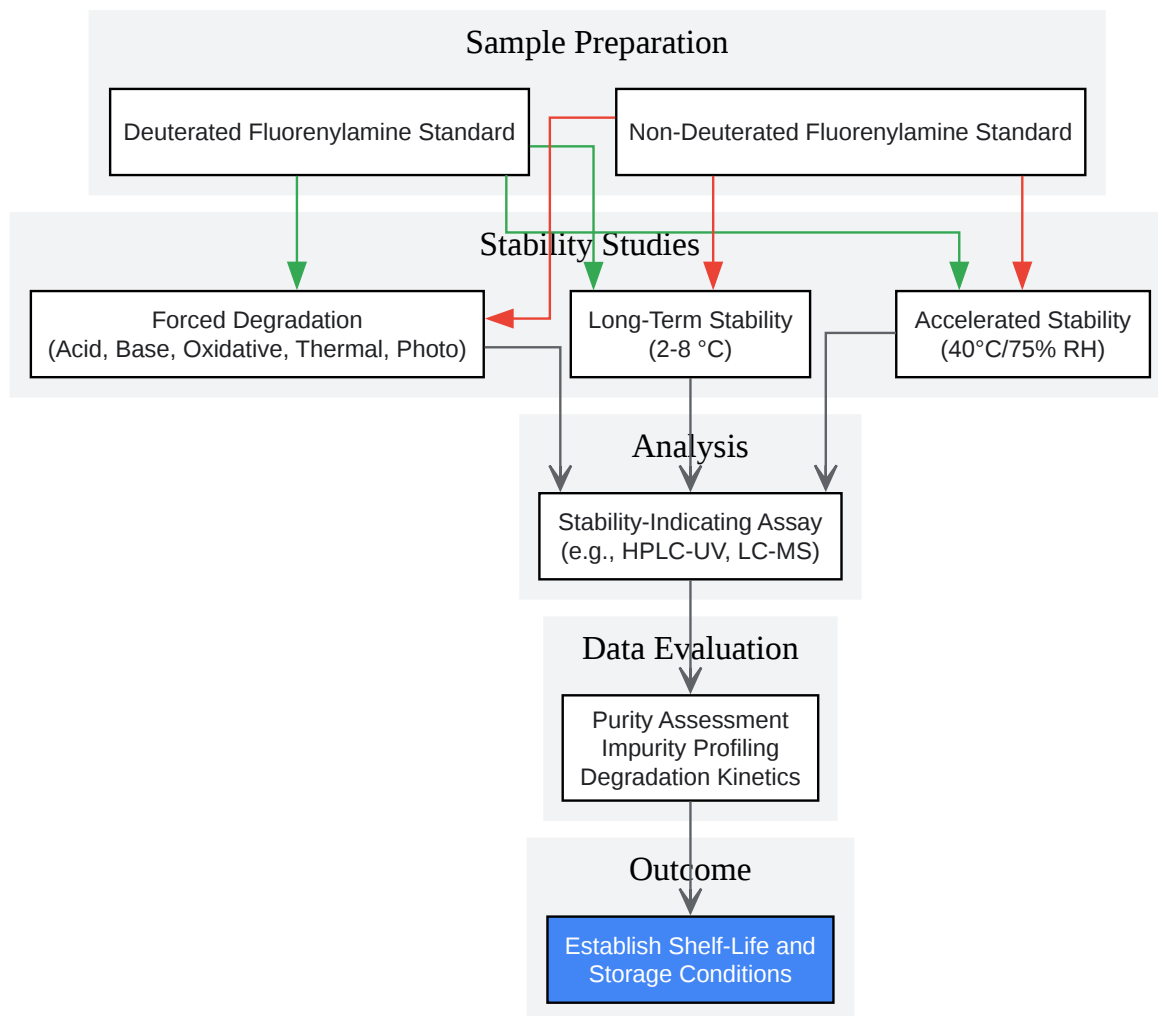 Sample Preparation
Deuterated Fluorenylamine Standard
Non-Deuterated Fluorenylamine Standard
Stability Studies
Forced Degradation
(Acid, Base, Oxidative, Thermal, Photo)
Long-Term Stability
(2-8 °C)
Accelerated Stability
(40°C/75% RH)
Analysis
Stability-Indicating Assay
(e.g., HPLC-UV, LC-MS)
Data Evaluation
Purity Assessment
Impurity Profiling
Degradation Kinetics
Outcome
Establish Shelf-Life and
Storage Conditions